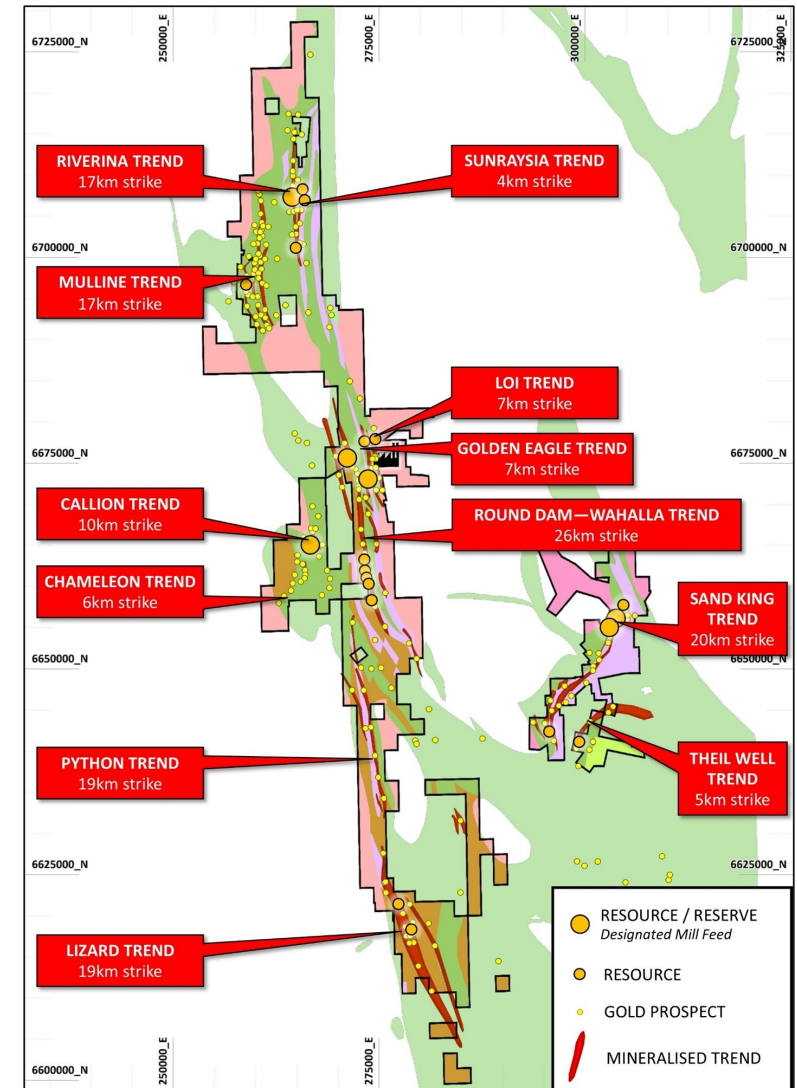 6725000_N
250000_E
275000_E
300000_E
6725000_N
325000_E
RIVERINA TREND
17km strike
SUNRAYSIA TREND
4km strike
6700000_N
6700000_N
MULLINE TREND
17km strike
LOI TREND
7km strike
GOLDEN EAGLE TREND
7km strike
6675000_N
6675000_N
CALLION TREND
10km strike
ROUND DAM—WAHALLA TREND
26km strike
CHAMELEON TREND
6km strike
SAND KING
TREND
20km strike
6650000_N
6650000_N
PYTHON TREND
19km strike
THEIL WELL
TREND
5km strike
6625000_N
6625000_N
LIZARD TREND
19km strike
RESOURCE / RESERVE
Designated Mill Feed
RESOURCE
GOLD PROSPECT
MINERALISED TREND
6600000_N
250000_E
275000_E